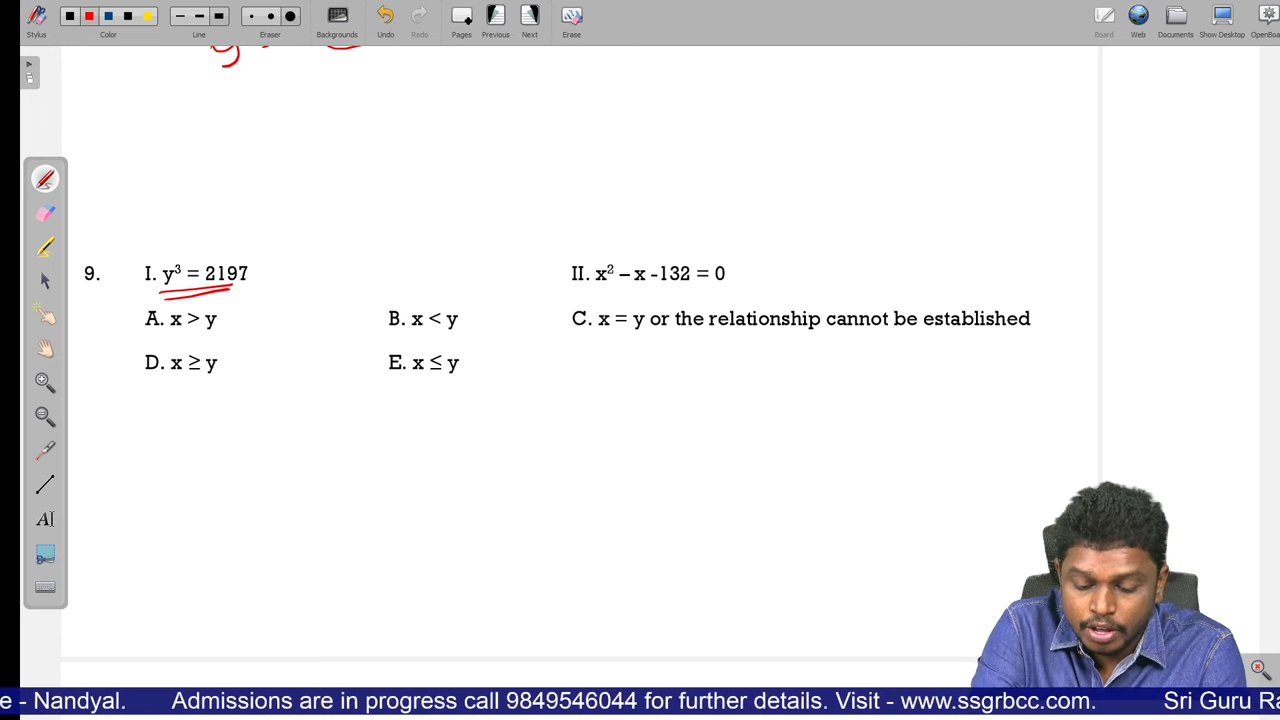 Stylus Color Line Eraser Backgrounds Undo Redo Pages Previous Next Erase Board Web Documents Show Desktop OpenBoa
9. I. y³ = 2197 II. x² – x -132 = 0
A. x > y B. x < y C. x = y or the relationship cannot be established
D. x ≥ y E. x ≤ y
e - Nandyal. Admissions are in progress call 9849546044 for further details. Visit - www.ssgrbcc.com. Sri Guru Ra